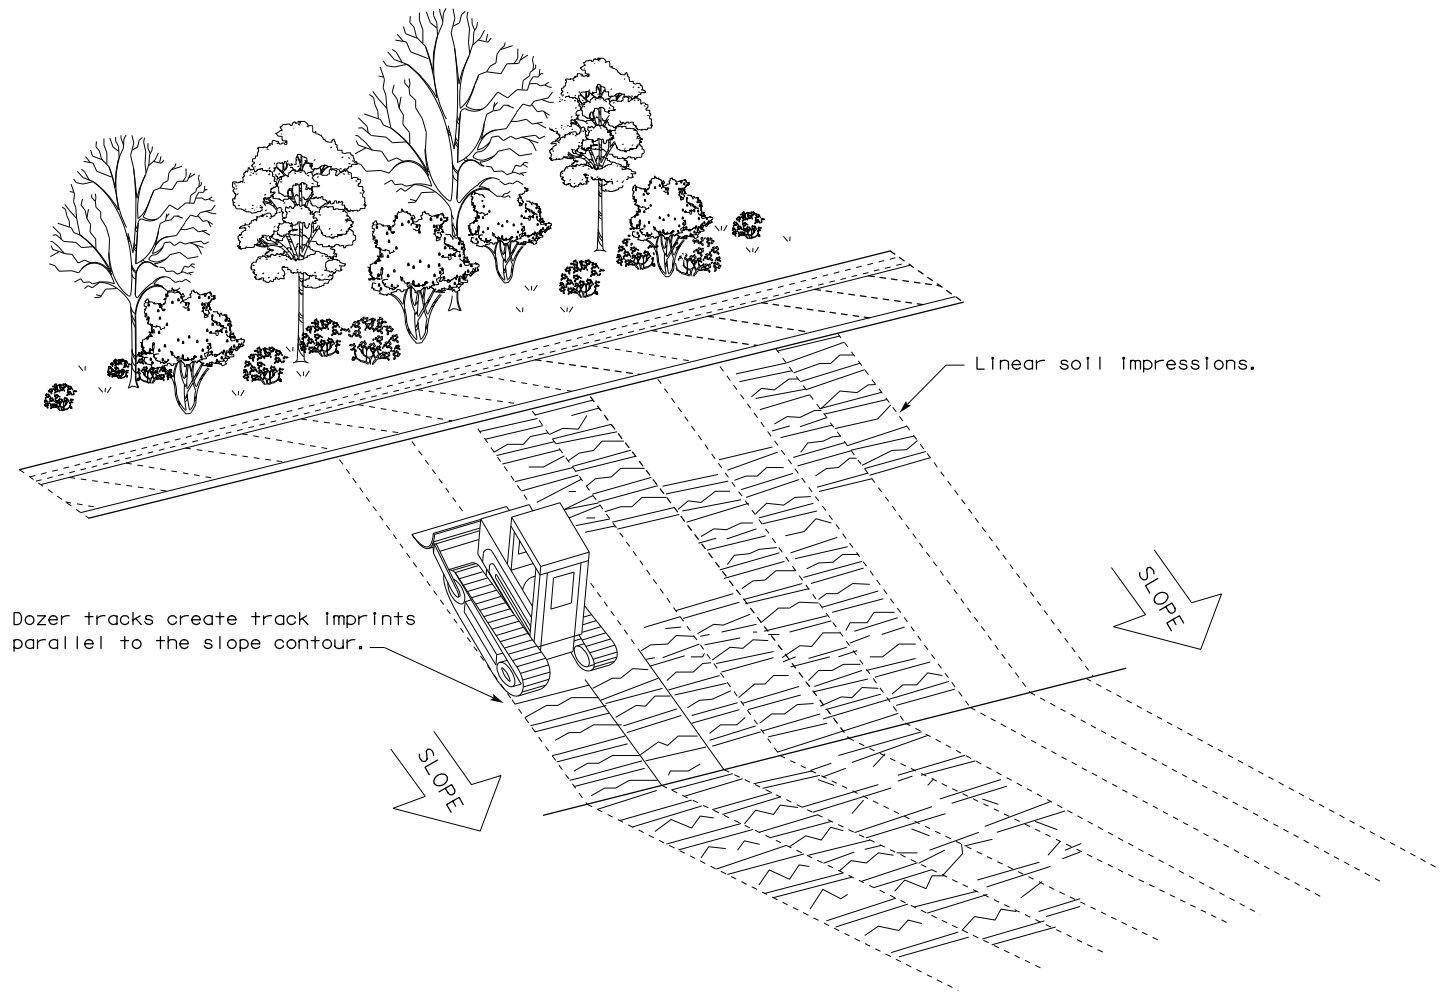 Linear soil impressions.
SLOPE
Dozer tracks create track imprints
parallel to the slope contour.
SLOPE